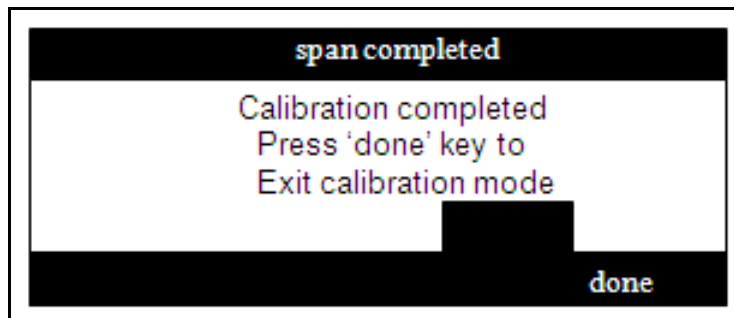 span completed
Calibration completed
Press ‘done’ key to
Exit calibration mode
done